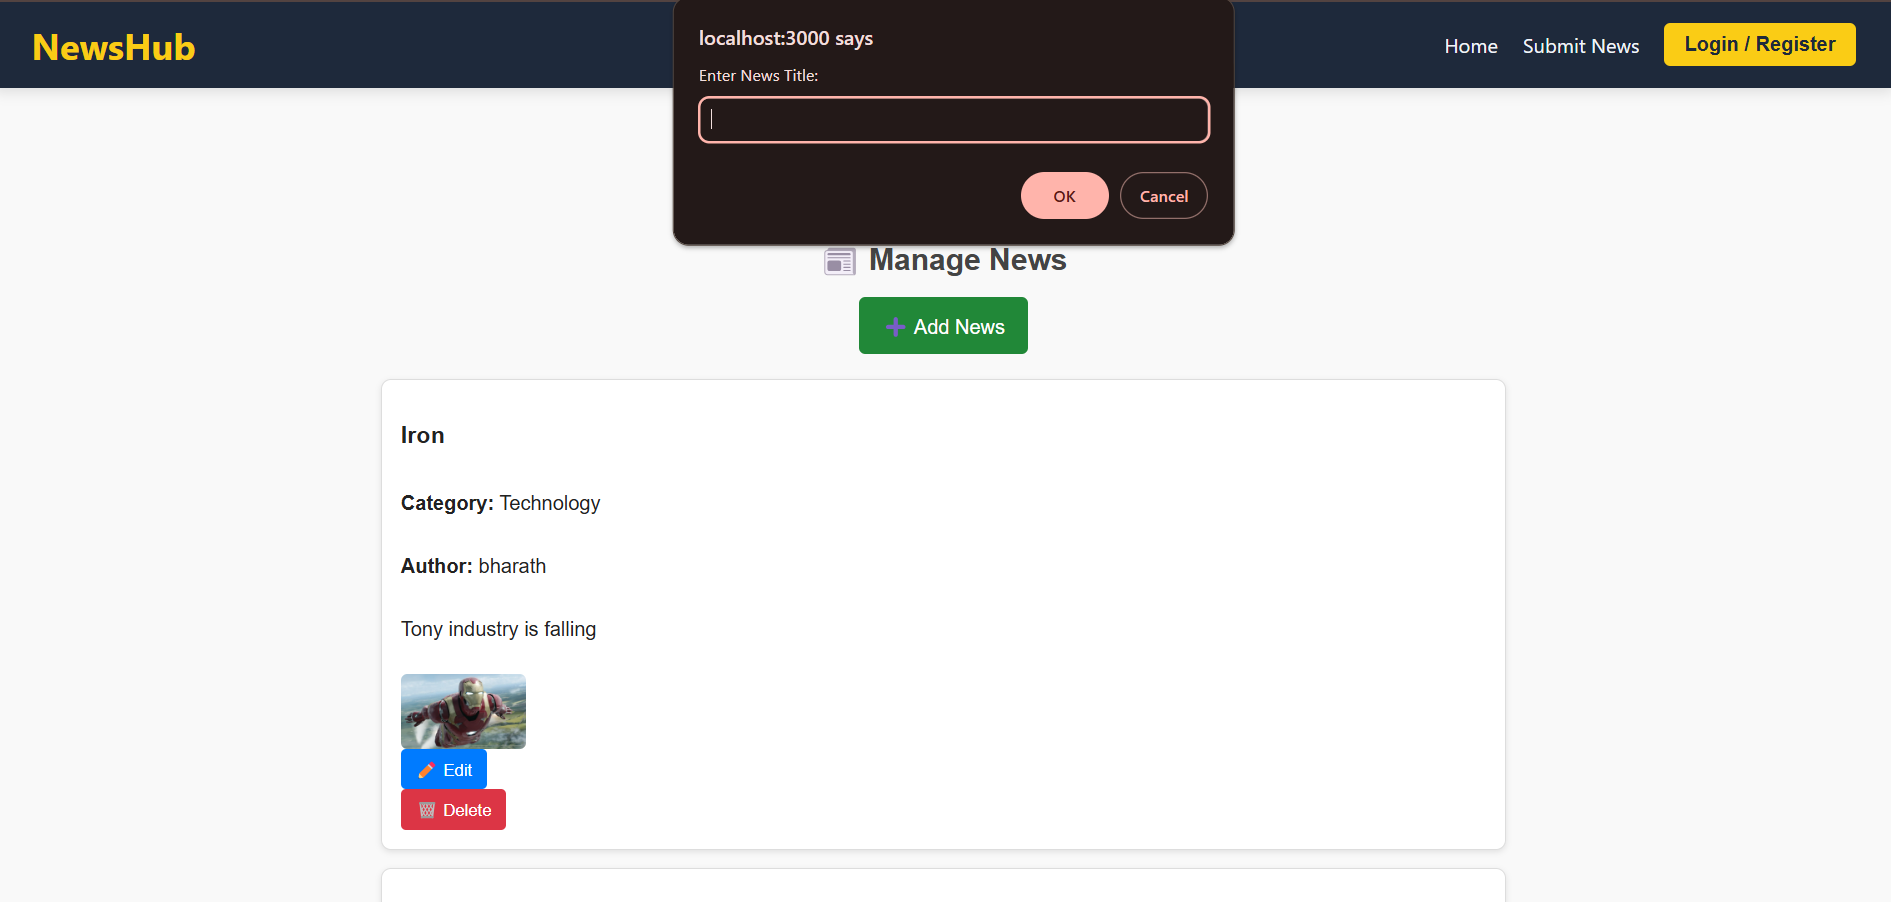 NewsHub
Home Submit News Login / Register
localhost:3000 says
Enter News Title:
OK Cancel
Manage News
Add News
Iron
Category: Technology
Author: bharath
Tony industry is falling
Edit
Delete